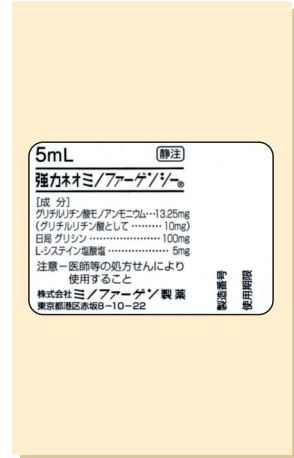 5mL 静注
強力ネオミノファーゲンシー®
[成 分]
グリチルリチン酸モノアンモニウム…13.25mg
(グリチルリチン酸として ……… 10mg)
日局 グリシン ………………… 100mg
L-システイン塩酸塩 …………… 5mg
注意－医師等の処方せんにより
使用すること
株式会社ミノファーゲン製薬
東京都港区赤坂8-10-22
製造番号
使用期限